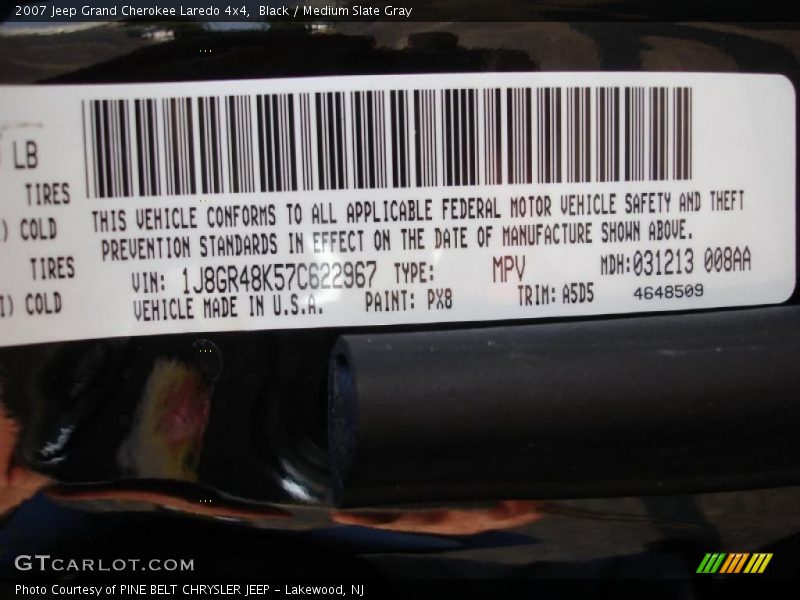 2007 Jeep Grand Cherokee Laredo 4x4, Black / Medium Slate Gray
LB
TIRES
) COLD
THIS VEHICLE CONFORMS TO ALL APPLICABLE FEDERAL MOTOR VEHICLE SAFETY AND THEFT
PREVENTION STANDARDS IN EFFECT ON THE DATE OF MANUFACTURE SHOWN ABOVE.
TIRES
VIN: 1J8GR48K57C622967 TYPE: MPV MDH:031213 008AA
I) COLD
VEHICLE MADE IN U.S.A. PAINT: PX8 TRIM: A5D5 4648509
GTCARLOT.COM
Photo Courtesy of PINE BELT CHRYSLER JEEP - Lakewood, NJ